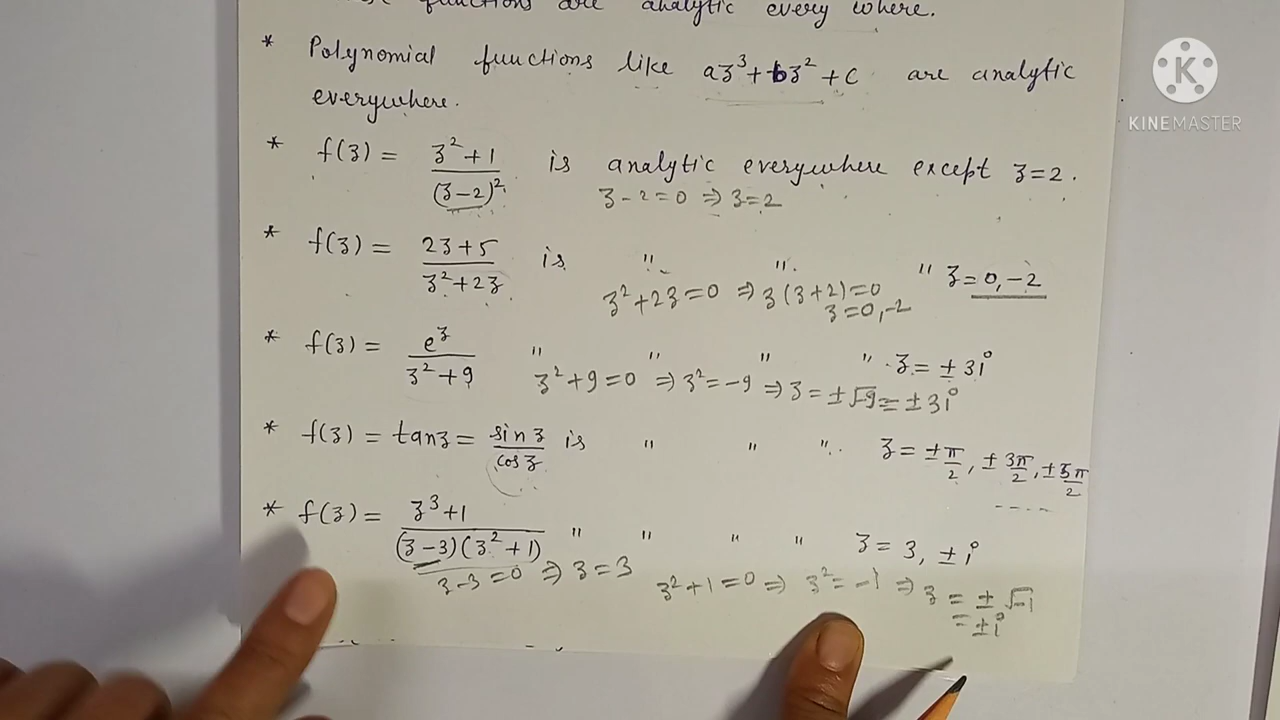 functions are analytic every where.
* Polynomial functions like az³+bz²+c are analytic
everywhere.
* f(z) = (z²+1)/(z-2)² is analytic everywhere except z=2.
z-2=0 ⇒ z=2
* f(z) = (2z+5)/(z²+2z) is " " " z=0,-2
z²+2z=0 ⇒ z(z+2)=0
z=0,-2
* f(z) = e^z/(z²+9) " " " " z=±3i
z²+9=0 ⇒ z²=-9 ⇒ z=±√-9=±3i
* f(z) = tanz = sinz/cosz is " " " z=±π/2, ±3π/2, ±5π/2
----
* f(z) = (z³+1)/((z-3)(z²+1)) " " " " z=3, ±i
z-3=0 ⇒ z=3 z²+1=0 ⇒ z²=-1 ⇒ z=±√-1
=±i
KINEMASTER